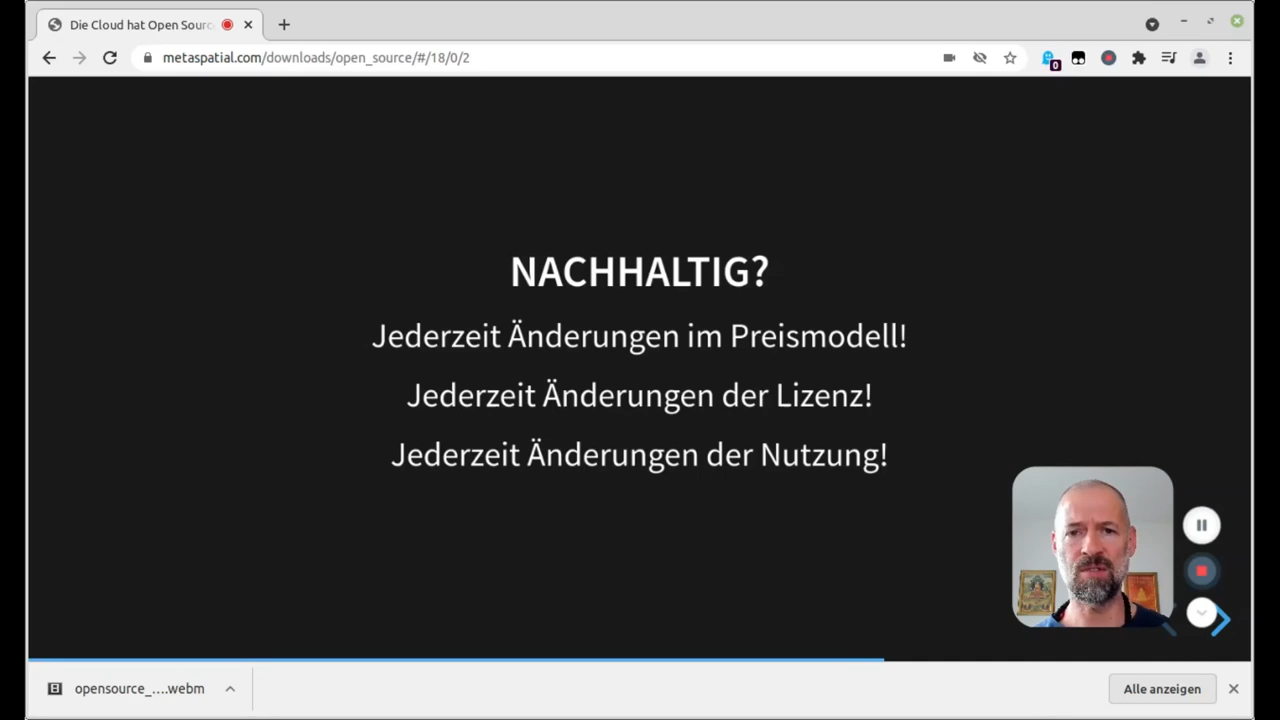 Die Cloud hat Open Sourc
metaspatial.com/downloads/open_source/#/18/0/2
0
NACHHALTIG?
Jederzeit Änderungen im Preismodell!
Jederzeit Änderungen der Lizenz!
Jederzeit Änderungen der Nutzung!
opensource_....webm
Alle anzeigen